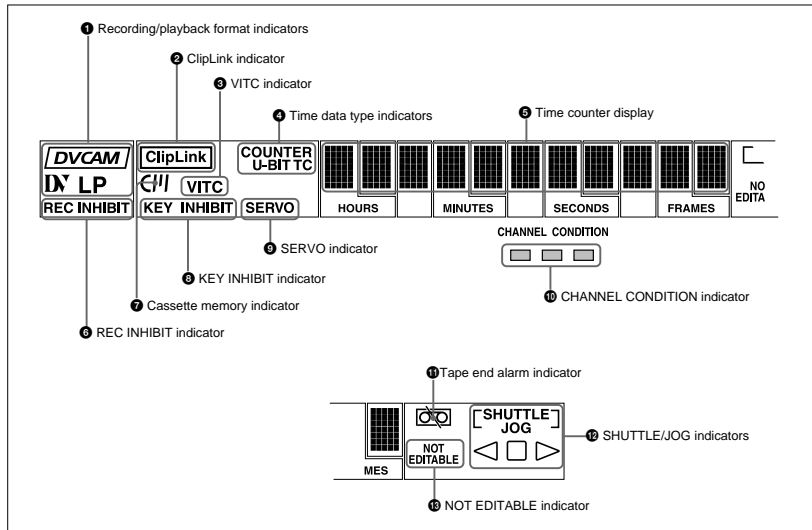 ❶ Recording/playback format indicators
❷ ClipLink indicator
❸ VITC indicator
❹ Time data type indicators
❺ Time counter display
DVCAM
ClipLink
COUNTER
U-BIT TC
DV LP
VITC
NO
EDITA
REC INHIBIT
KEY INHIBIT
SERVO
HOURS
MINUTES
SECONDS
FRAMES
CHANNEL CONDITION
❾ SERVO indicator
❽ KEY INHIBIT indicator
❿ CHANNEL CONDITION indicator
❼ Cassette memory indicator
❻ REC INHIBIT indicator
⓫Tape end alarm indicator
SHUTTLE
JOG
⓬ SHUTTLE/JOG indicators
NOT
EDITABLE
MES
⓭ NOT EDITABLE indicator